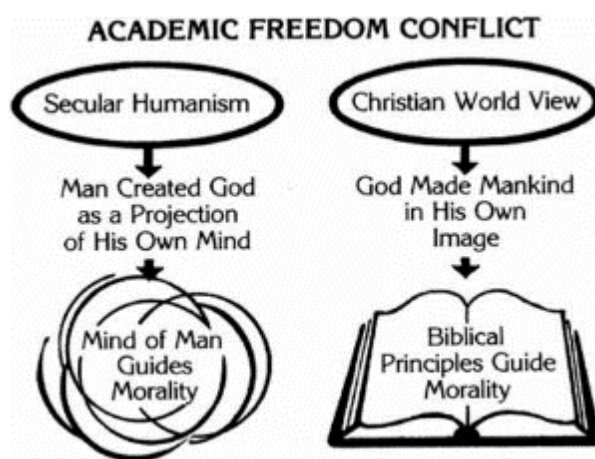 ACADEMIC FREEDOM CONFLICT
Secular Humanism
Man Created God
as a Projection
of His Own Mind
Mind of Man
Guides
Morality
Christian World View
God Made Mankind
in His Own
Image
Biblical
Principles Guide
Morality